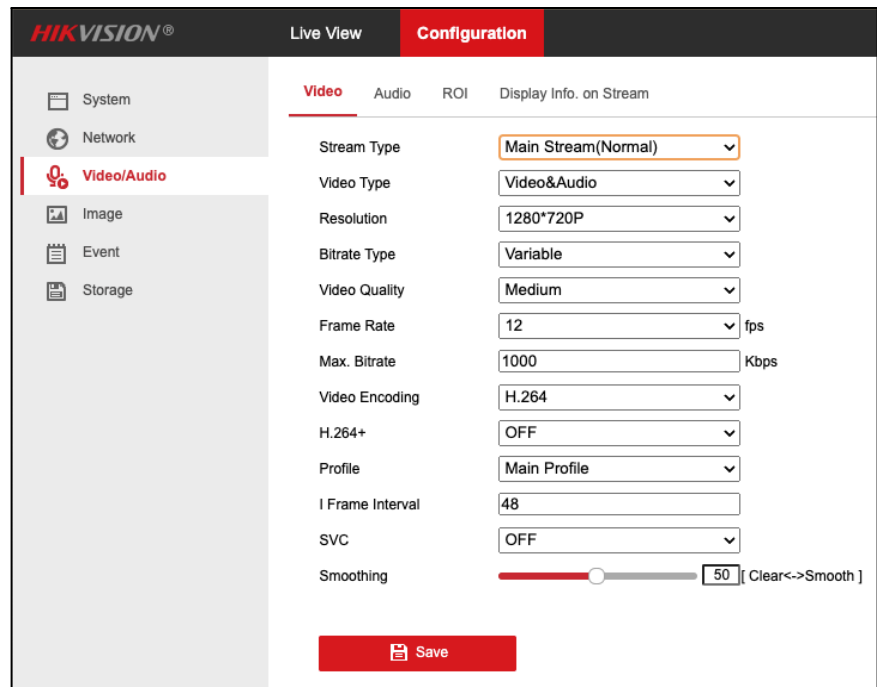 HIKVISION® Live View Configuration
System
Network
Video/Audio
Image
Event
Storage
Video Audio ROI Display Info. on Stream
Stream Type Main Stream(Normal)
Video Type Video&Audio
Resolution 1280*720P
Bitrate Type Variable
Video Quality Medium
Frame Rate 12 fps
Max. Bitrate 1000 Kbps
Video Encoding H.264
H.264+ OFF
Profile Main Profile
I Frame Interval 48
SVC OFF
Smoothing 50 [ Clear<->Smooth ]
Save